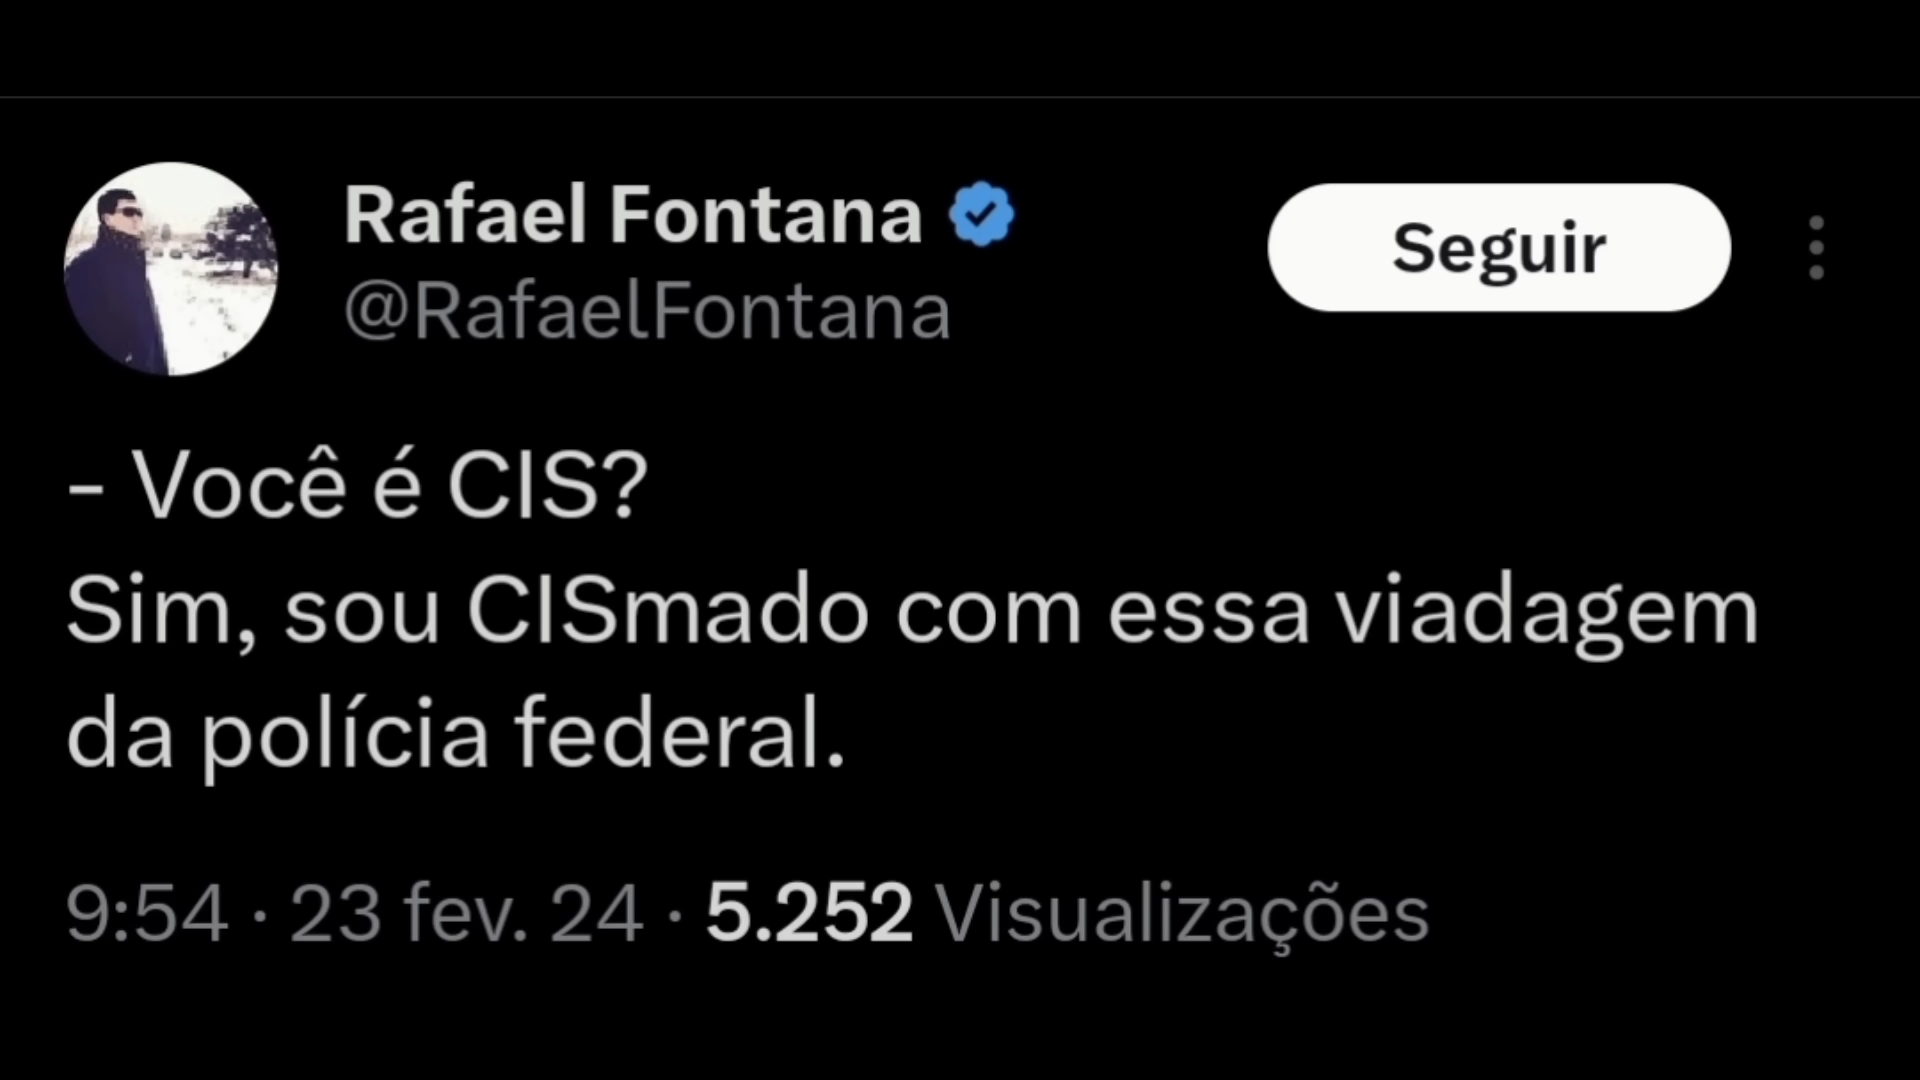 Rafael Fontana
@RafaelFontana
Seguir
- Você é CIS?
Sim, sou CISmado com essa viadagem
da polícia federal.
9:54 · 23 fev. 24 · 5.252 Visualizações